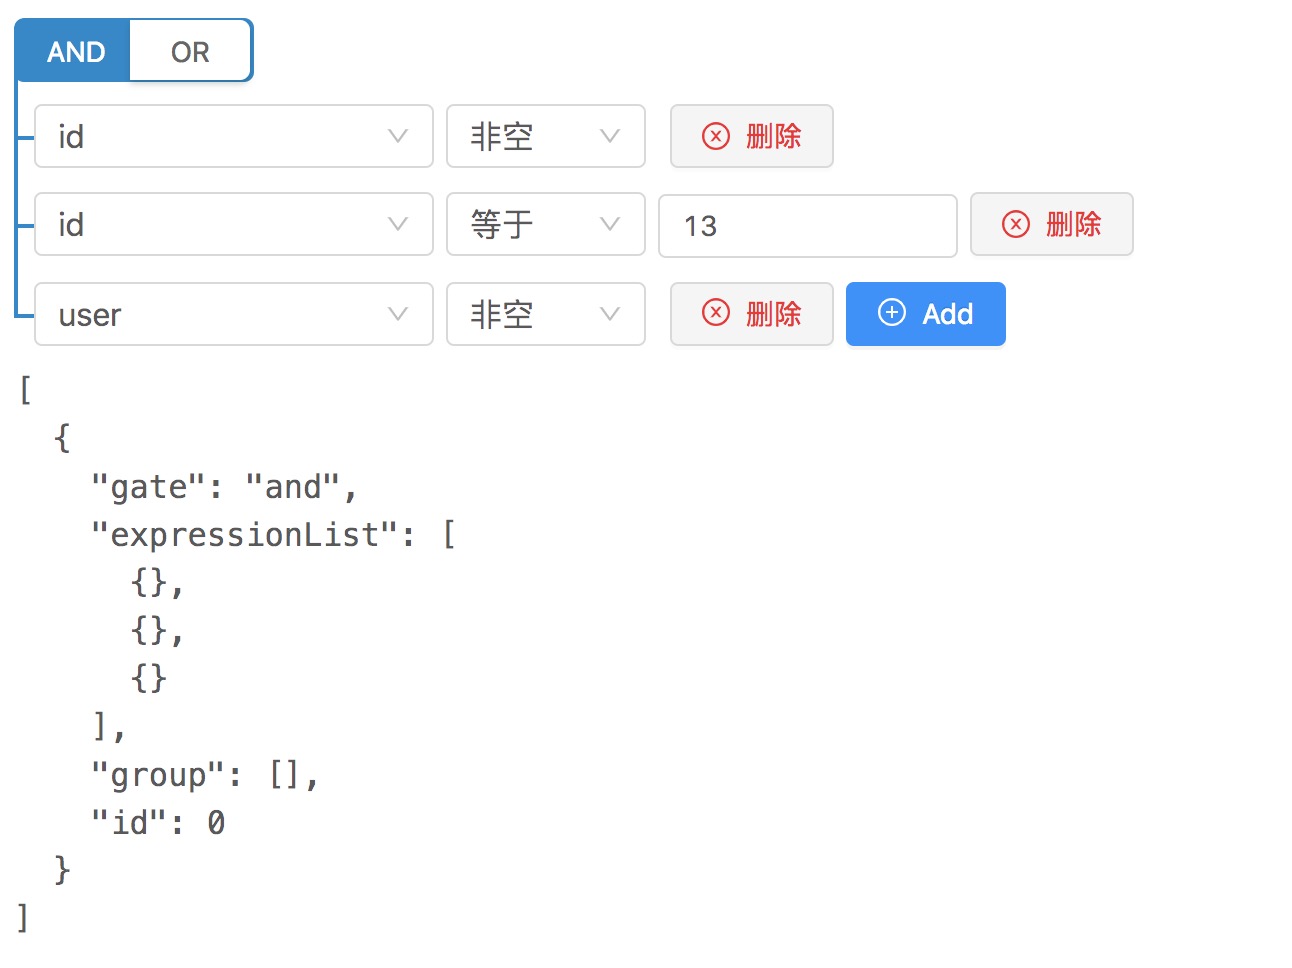 AND OR
id 非空 删除
id 等于 13 删除
user 非空 删除 Add
[
  {
    "gate": "and",
    "expressionList": [
      {},
      {},
      {}
    ],
    "group": [],
    "id": 0
  }
]